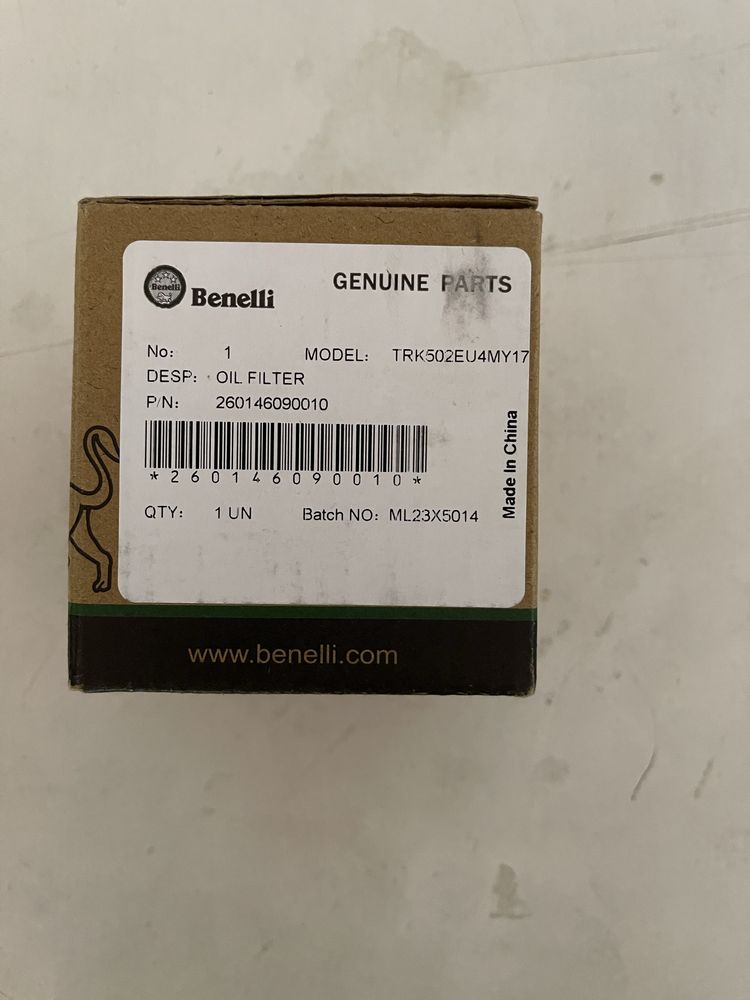 Benelli
Benelli
GENUINE PARTS
No: 1 MODEL: TRK502EU4MY17
DESP: OIL FILTER
P/N: 260146090010
*260146090010*
QTY: 1 UN Batch NO: ML23X5014
Made In China
www.benelli.com